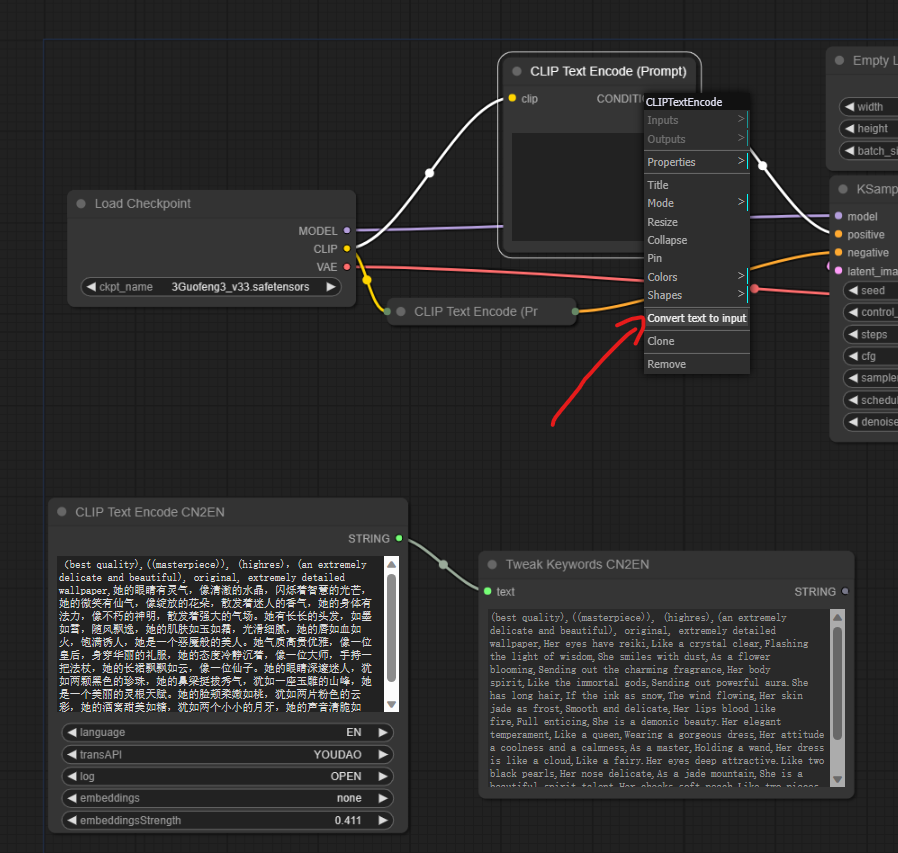 CLIP Text Encode (Prompt)
clip
CONDITI
CLIPTextEncode
Inputs
Outputs
Properties
Title
Mode
Resize
Collapse
Pin
Colors
Shapes
Convert text to input
Clone
Remove
Empty L
width
height
batch_si
Load Checkpoint
MODEL
CLIP
VAE
ckpt_name 3Guofeng3_v33.safetensors
CLIP Text Encode (Pr
KSamp
model
positive
negative
latent_ima
seed
control_
steps
cfg
sampler
schedul
denoise
CLIP Text Encode CN2EN
STRING
(best quality),((masterpiece)), (highres), (an extremely
delicate and beautiful), original, extremely detailed
wallpaper,她的眼睛有灵气，像清澈的水晶，闪烁着智慧的光芒，
她的微笑有仙气，像绽放的花朵，散发着迷人的香气，她的身体有
法力，像不朽的神明，散发着强大的气场。她有长长的头发，如墨
如雪，随风飘逸，她的肌肤如玉如霜，光滑细腻，她的唇如血如
火，饱满诱人，她是一个恶魔般的美人。她气质高贵优雅，像一位
皇后，身穿华丽的礼服，她的态度冷静沉着，像一位大师，手持一
把法杖，她的长裙飘飘如云，像一位仙子。她的眼睛深邃迷人，犹
如两颗黑色的珍珠，她的鼻梁挺拔秀气，犹如一座玉雕的山峰，她
是一个美丽的灵根天赋。她的脸颊柔嫩如桃，犹如两片粉色的云
彩，她的酒窝甜美如糖，犹如两个小小的月牙，她的声音清脆如
language EN
transAPI YOUDAO
log OPEN
embeddings none
embeddingsStrength 0.411
Tweak Keywords CN2EN
text STRING
(best quality),((masterpiece)), (highres),(an extremely
delicate and beautiful), original, extremely detailed
wallpaper,Her eyes have reiki,Like a crystal clear,Flashing
the light of wisdom,She smiles with dust,As a flower
blooming,Sending out the charming fragrance,Her body
spirit,Like the immortal gods,Sending out powerful aura.She
has long hair,If the ink as snow,The wind flowing,Her skin
jade as frost,Smooth and delicate,Her lips blood like
fire,Full enticing,She is a demonic beauty.Her elegant
temperament,Like a queen,Wearing a gorgeous dress,Her attitude
a coolness and a calmness,As a master,Holding a wand,Her dress
is like a cloud,Like a fairy.Her eyes deep attractive.Like two
black pearls,Her nose delicate,As a jade mountain,She is a
beautiful spirit talent.Her cheeks soft peach,Like two pieces